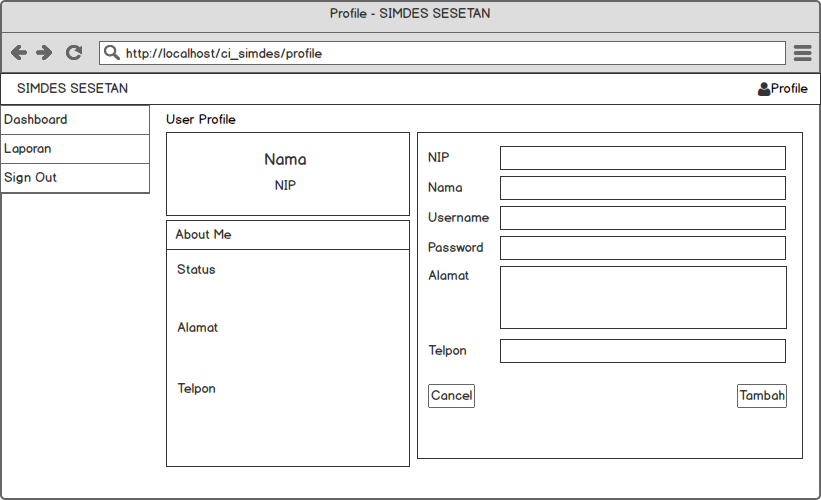 Profile - SIMDES SESETAN
http://localhost/ci_simdes/profile
SIMDES SESETAN
Profile
Dashboard
Laporan
Sign Out
User Profile
Nama
NIP
About Me
Status
Alamat
Telpon
NIP
Nama
Username
Password
Alamat
Telpon
Cancel
Tambah